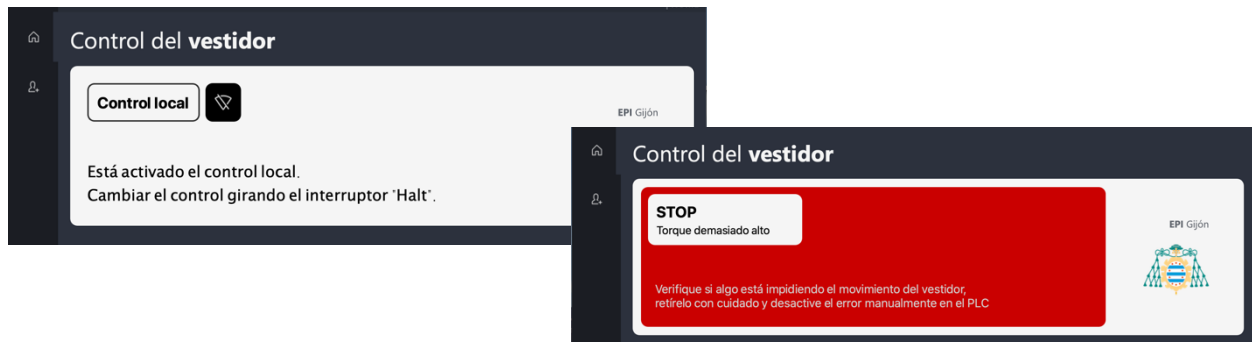 Control del vestidor
Control local
EPI Gijón
Está activado el control local.
Cambiar el control girando el interruptor "Halt".
Control del vestidor
STOP
Torque demasiado alto
EPI Gijón
Verifique si algo está impidiendo el movimiento del vestidor,
retírelo con cuidado y desactive el error manualmente en el PLC